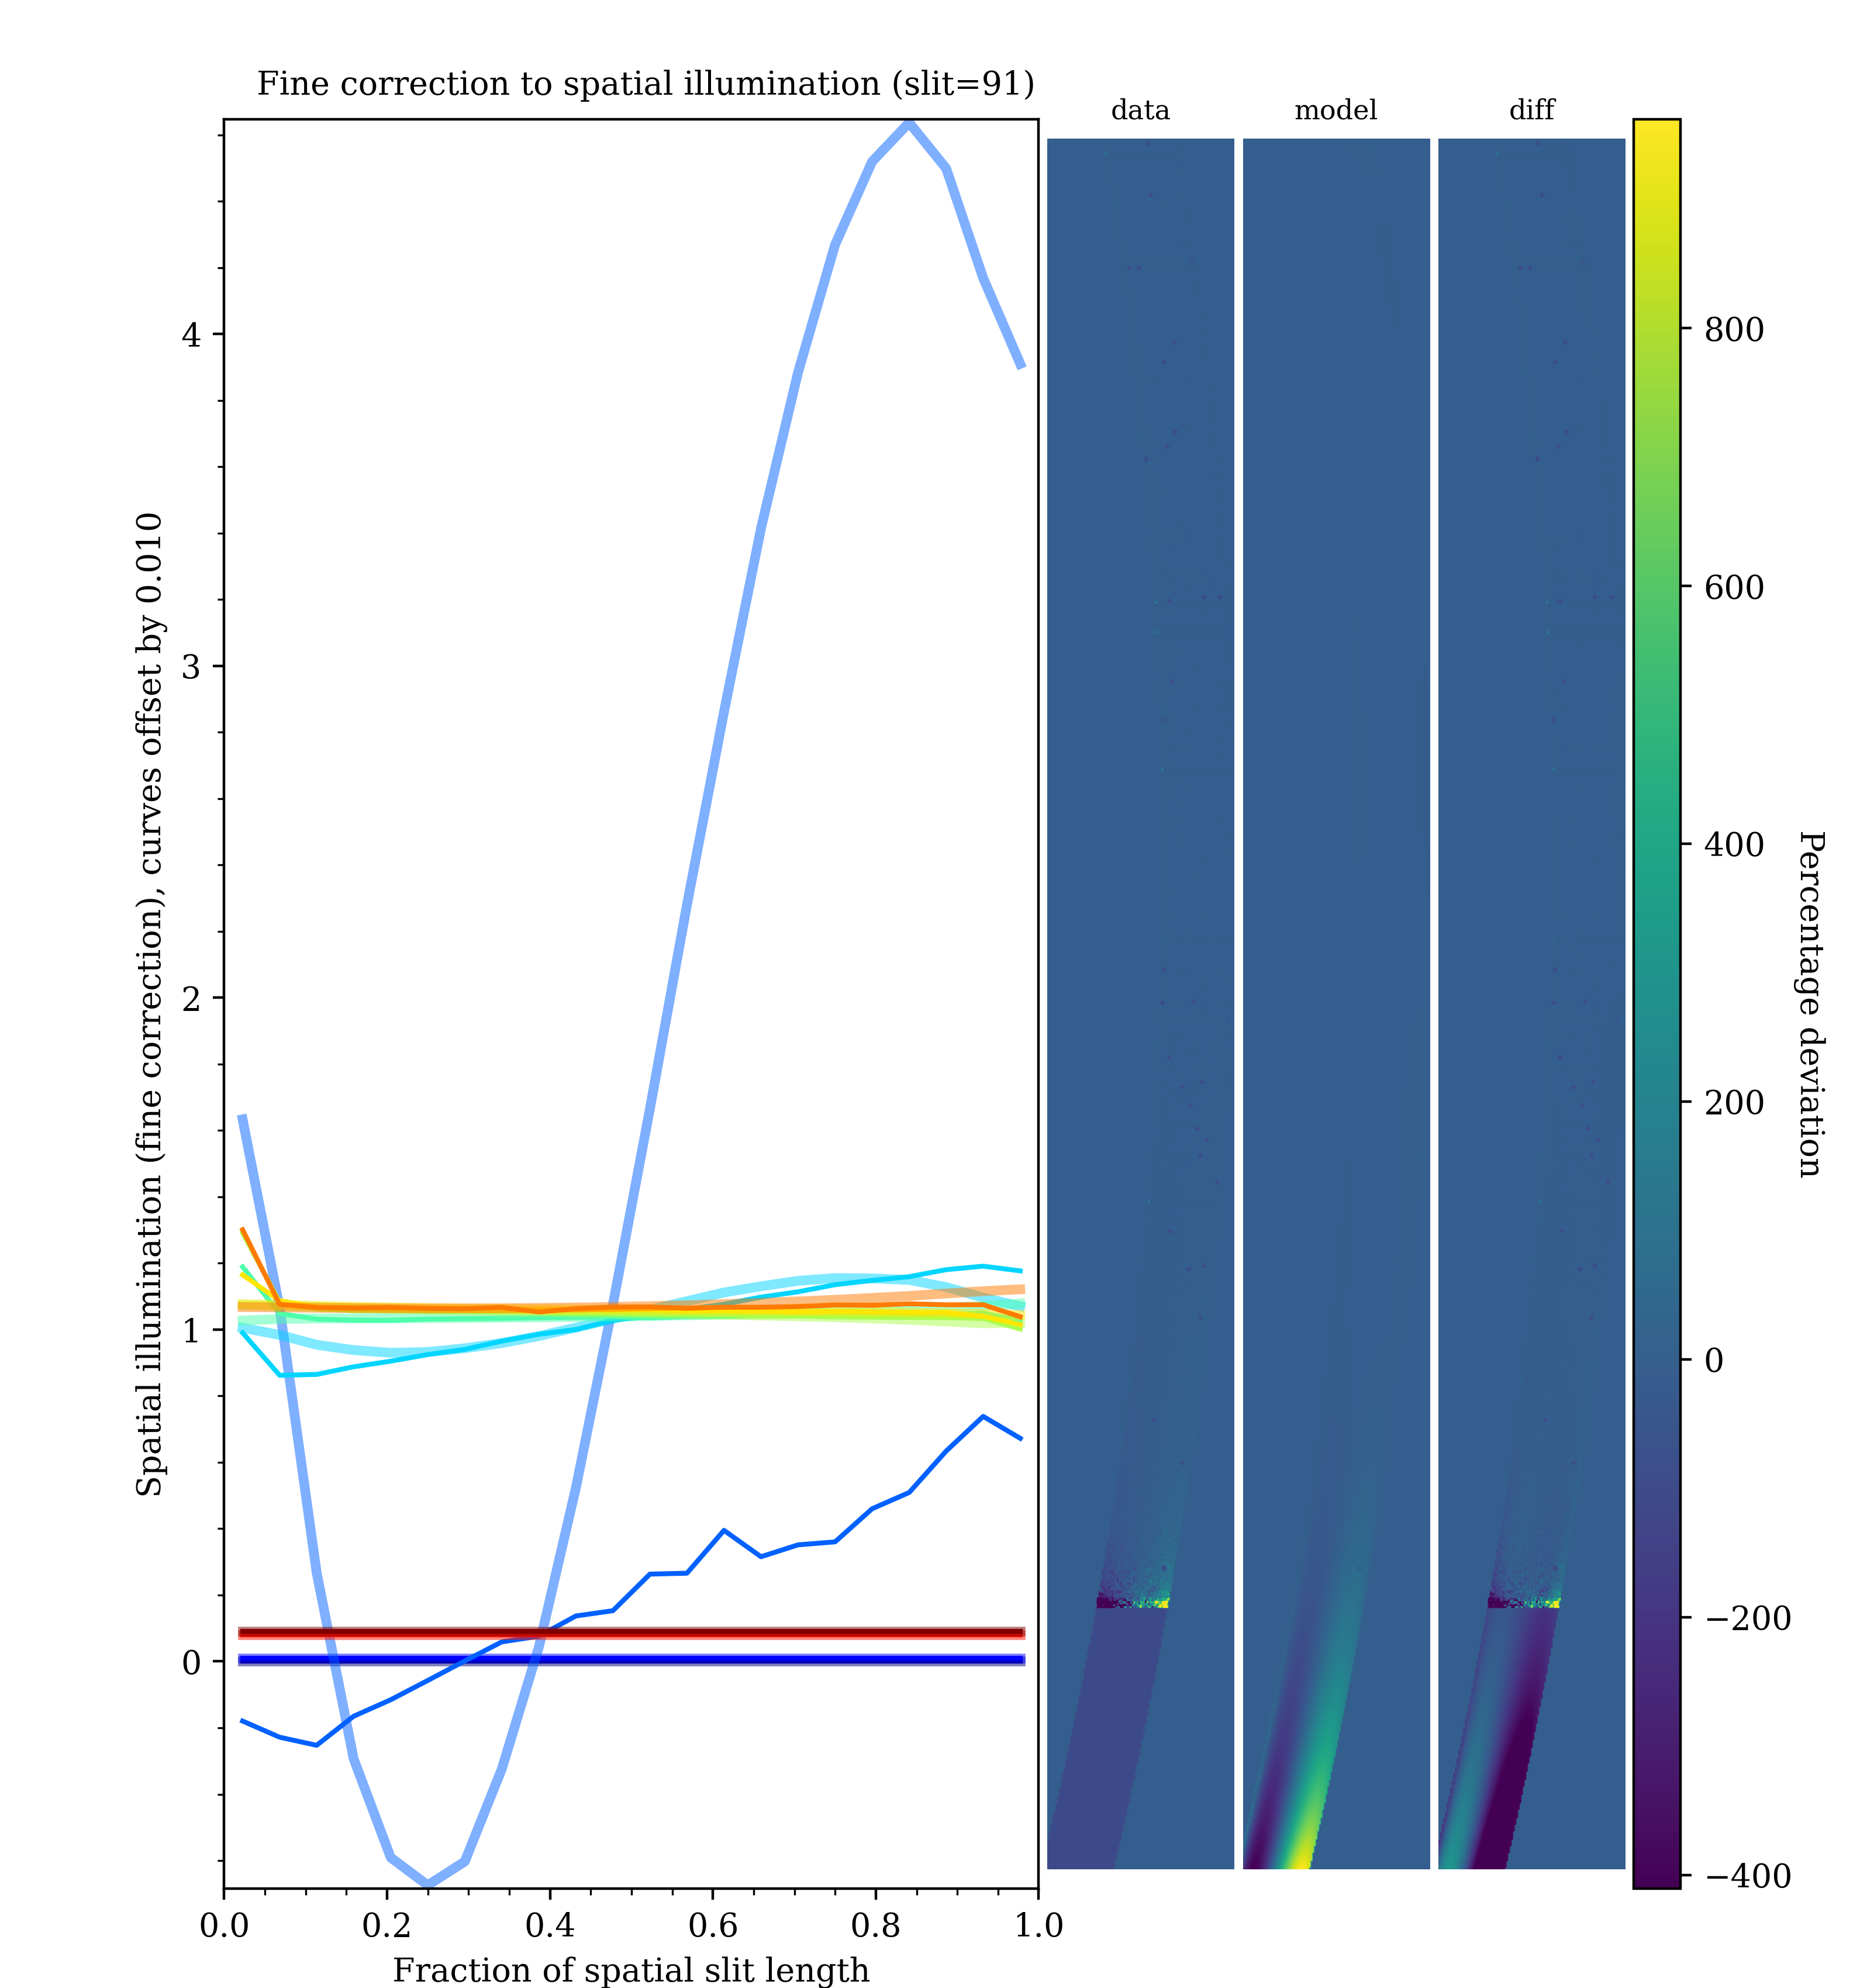 Fine correction to spatial illumination (slit=91)
data
model
diff
Spatial illumination (fine correction), curves offset by 0.010
4
3
2
1
0
0.0
0.2
0.4
0.6
0.8
1.0
Fraction of spatial slit length
800
600
400
200
0
−200
−400
Percentage deviation